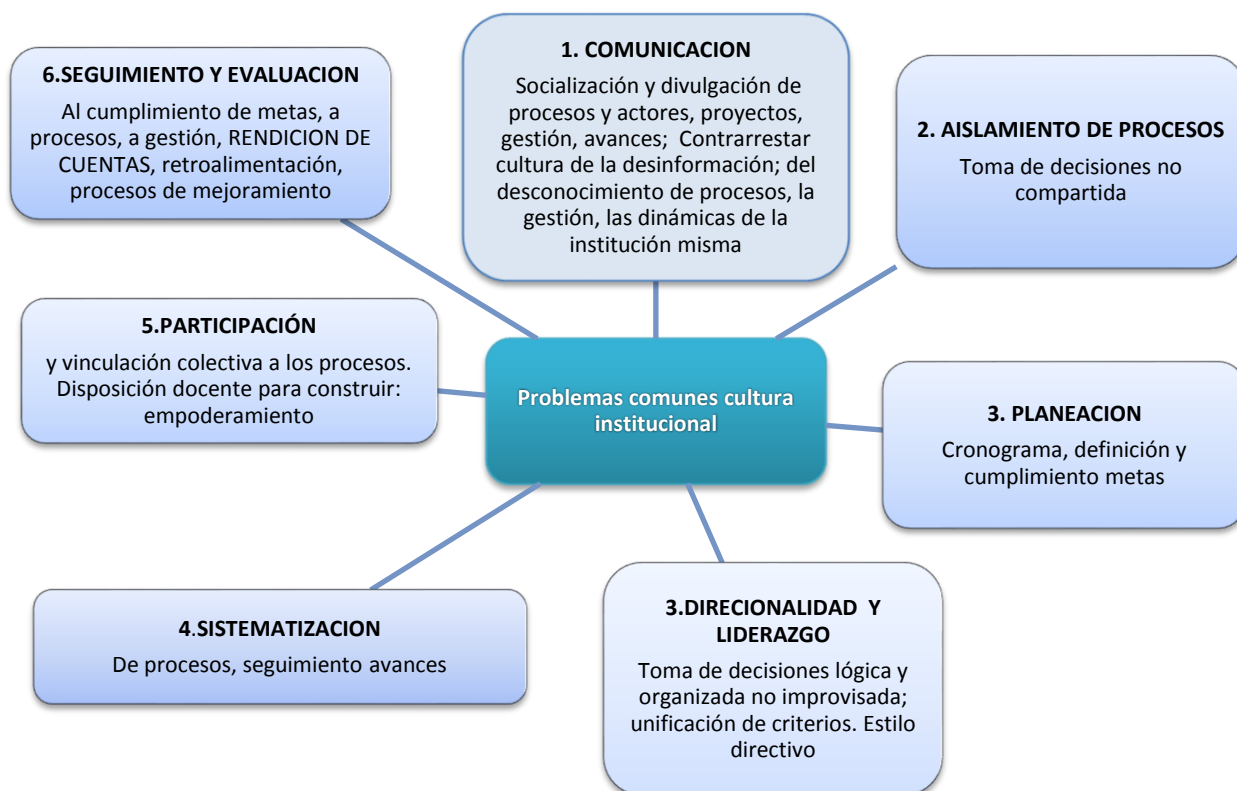 1. COMUNICACION
Socialización y divulgación de
procesos y actores, proyectos,
gestión, avances; Contrarrestar
cultura de la desinformación; del
desconocimiento de procesos, la
gestión, las dinámicas de la
institución misma
2. AISLAMIENTO DE PROCESOS
Toma de decisiones no
compartida
3. PLANEACION
Cronograma, definición y
cumplimiento metas
3.DIRECIONALIDAD Y
LIDERAZGO
Toma de decisiones lógica y
organizada no improvisada;
unificación de criterios. Estilo
directivo
4.SISTEMATIZACION
De procesos, seguimiento avances
5.PARTICIPACIÓN
y vinculación colectiva a los procesos.
Disposición docente para construir:
empoderamiento
6.SEGUIMIENTO Y EVALUACION
Al cumplimiento de metas, a
procesos, a gestión, RENDICION DE
CUENTAS, retroalimentación,
procesos de mejoramiento
Problemas comunes cultura
institucional